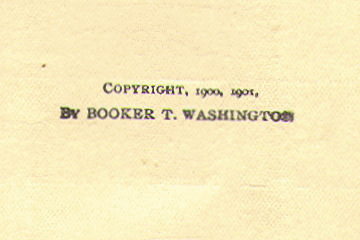 COPYRIGHT, 1900, 1901,
BY BOOKER T. WASHINGTON